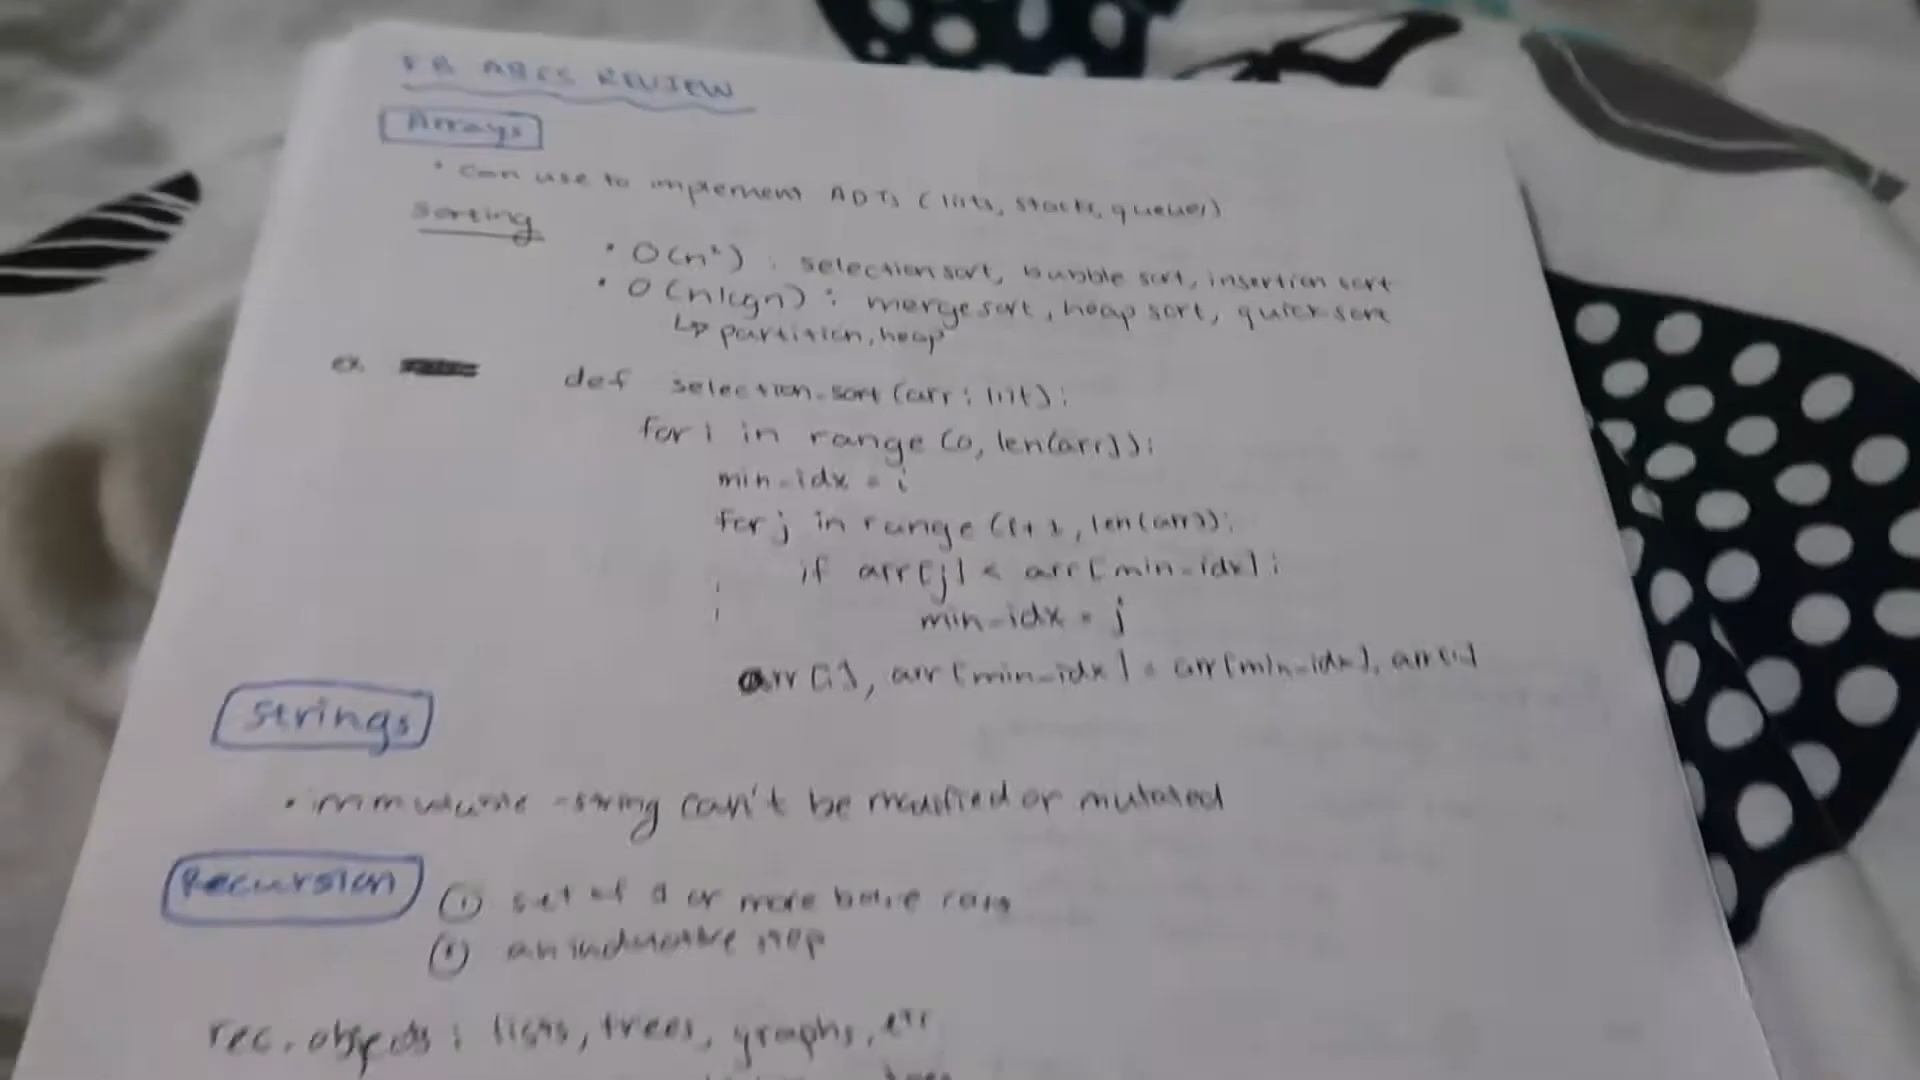 FB ABCS REVIEW
Arrays
• can use to implement ADTs (lists, stacks, queues)
Sorting
• O(n²) : selection sort, bubble sort, insertion sort
• O(nlogn) : merge sort, heap sort, quick sort
↳ partition, heap
ex. def selection_sort(arr: list):
for i in range (0, len(arr)):
min_idx = i
for j in range (i+1, len(arr)):
if arr[j] < arr[min_idx]:
min_idx = j
arr[i], arr[min_idx] = arr[min_idx], arr[i]
Strings
• immutable - string can't be modified or mutated
Recursion ① set of 1 or more base cases
② an inductive step
rec. objects : lists, trees, graphs, etc